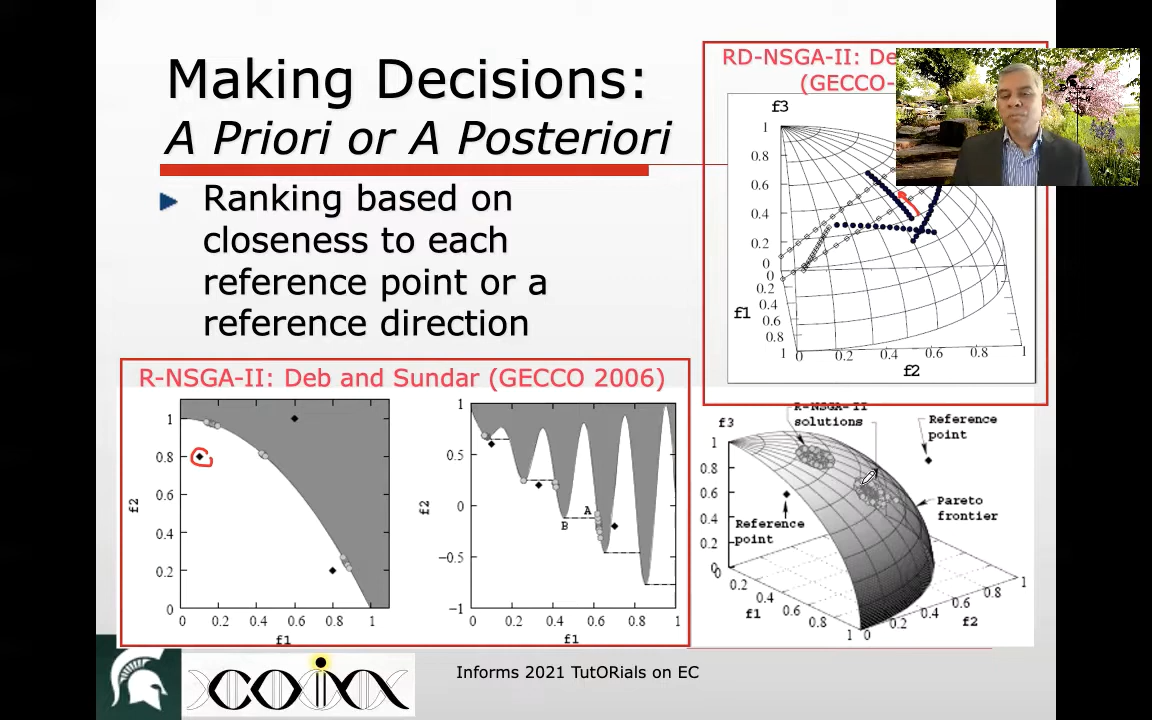 Making Decisions:
A Priori or A Posteriori
Ranking based on
closeness to each
reference point or a
reference direction
RD-NSGA-II:
(GECCO-
f3
1
0.8
0.6
0.4
0.2
0
0
0.2
0.4
f1
0.6
0.8
1
0 0.2 0.4 0.6 0.8 1
f2
R-NSGA-II: Deb and Sundar (GECCO 2006)
1
0.8
0.6
f2
0.4
0.2
0
0 0.2 0.4 0.6 0.8 1
f1
1
0.5
0
f2
−0.5
−1
A
B
0 0.2 0.4 0.6 0.8 1
f1
R-NSGA-II
solutions
Reference
point
f3
1
0.8
0.6
0.4
0.2
0
Reference
point
Pareto
frontier
0
0.2
0.4
f1
0.6
0.8
1
0
0.2
0.4
f2
0.6
0.8
1
coin
Informs 2021 TutORials on EC